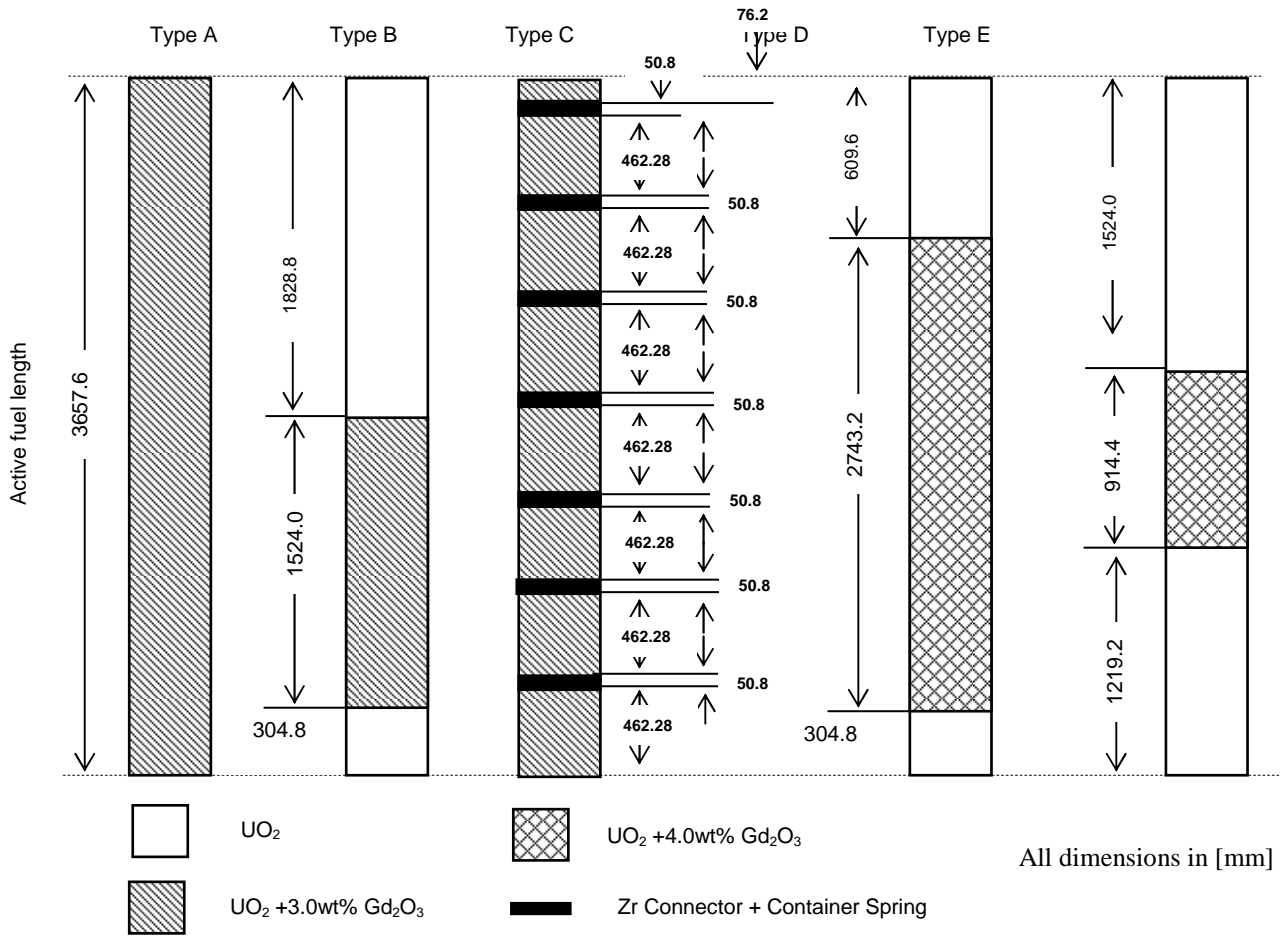 76.2
Type A
Type B
Type C
Type D
Type E
50.8
462.28
50.8
462.28
50.8
462.28
50.8
462.28
50.8
462.28
50.8
462.28
50.8
462.28
Active fuel length
3657.6
1828.8
1524.0
304.8
609.6
2743.2
304.8
1524.0
914.4
1219.2
UO2
UO2 +4.0wt% Gd2O3
All dimensions in [mm]
UO2 +3.0wt% Gd2O3
Zr Connector + Container Spring